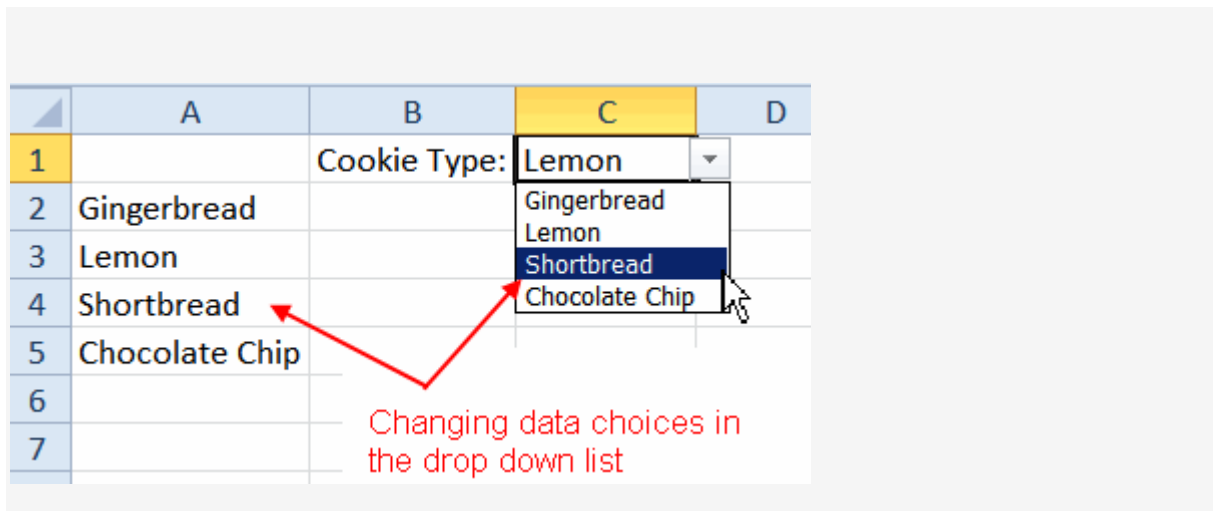 A B C D
1 Cookie Type: Lemon
2 Gingerbread Gingerbread
Lemon
3 Lemon Shortbread
4 Shortbread Chocolate Chip
5 Chocolate Chip
6
Changing data choices in
7 the drop down list